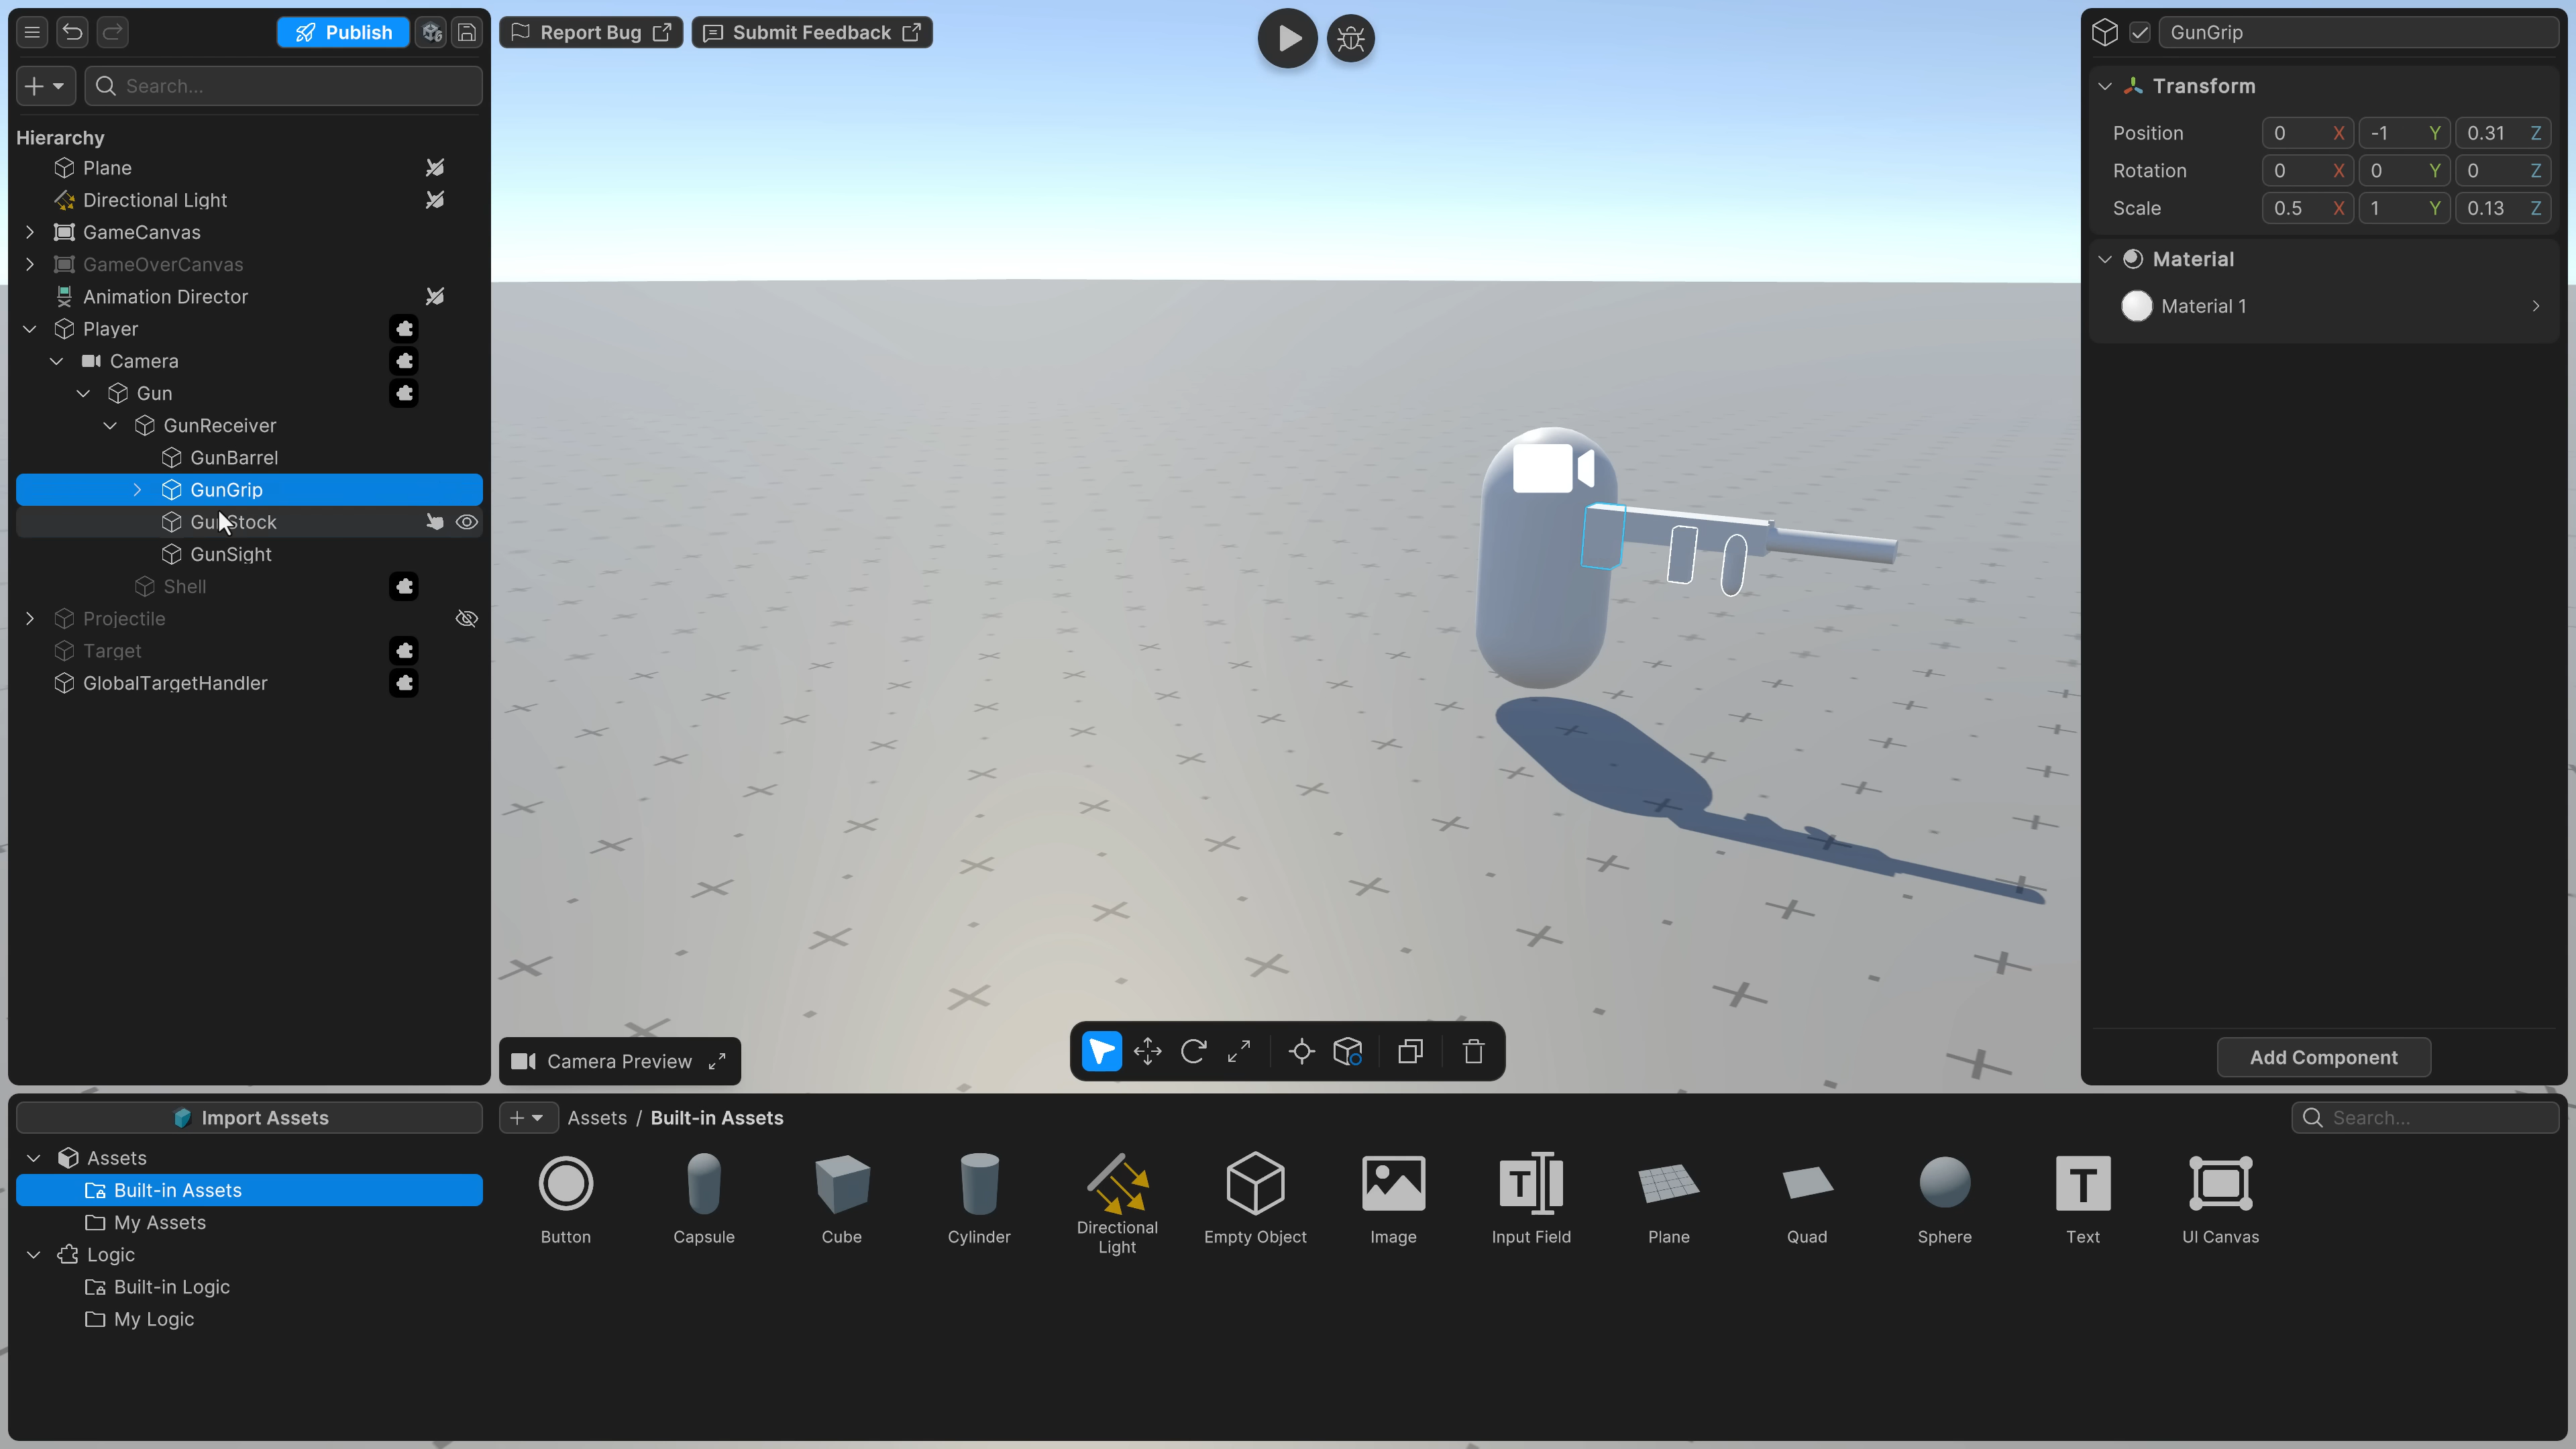 Publish
Report Bug
Submit Feedback
GunGrip
Search...
Transform
Hierarchy
Position 0 X -1 Y 0.31 Z
Plane
Rotation 0 X 0 Y 0 Z
Directional Light
Scale 0.5 X 1 Y 0.13 Z
GameCanvas
Material
GameOverCanvas
Animation Director
Material 1
Player
Camera
Gun
GunReceiver
GunBarrel
GunGrip
GunStock
GunSight
Shell
Projectile
Target
GlobalTargetHandler
Camera Preview
Add Component
Import Assets
Assets / Built-in Assets
Search...
Assets
Built-in Assets
My Assets
Logic
Built-in Logic
My Logic
Button
Capsule
Cube
Cylinder
Directional
Light
Empty Object
Image
Input Field
Plane
Quad
Sphere
Text
UI Canvas